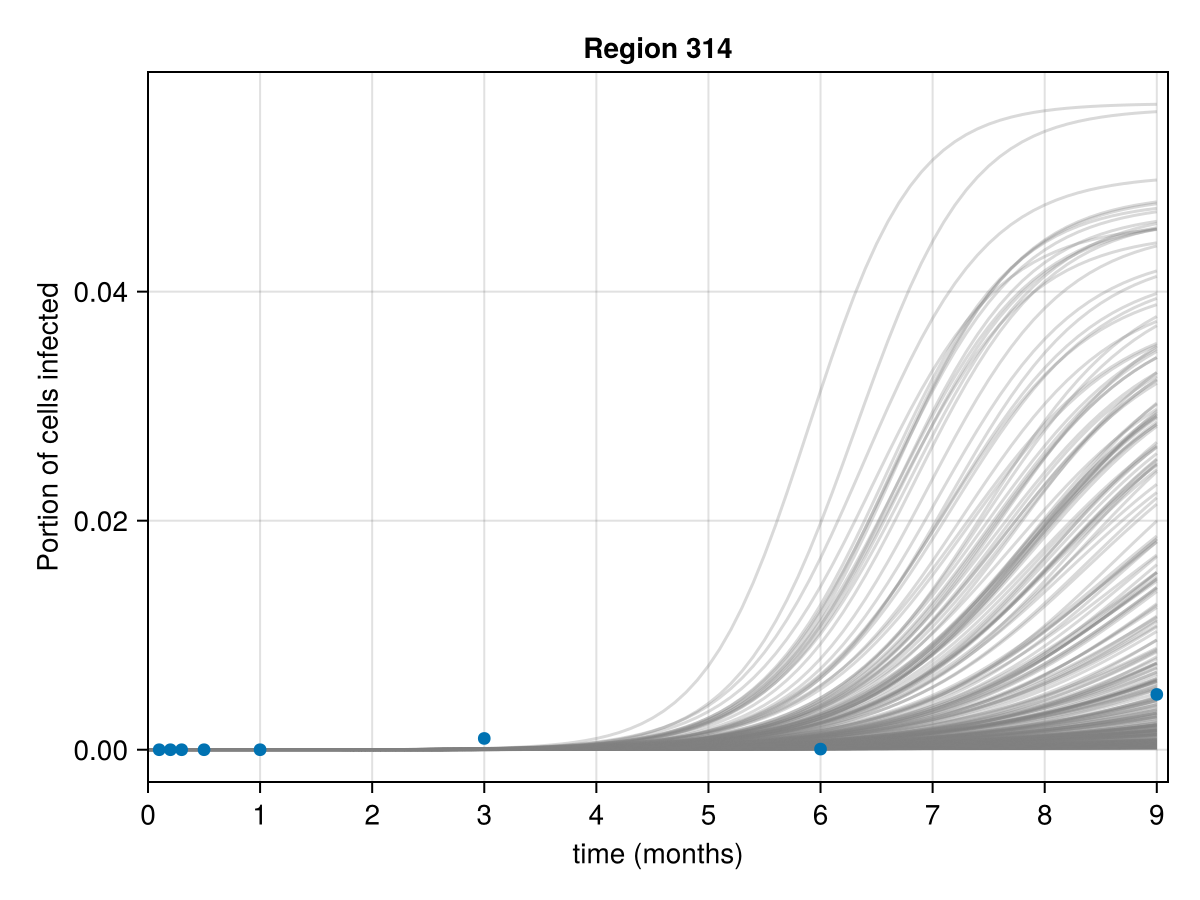 Region 314
Portion of cells infected
0.04
0.02
0.00
0 1 2 3 4 5 6 7 8 9
time (months)